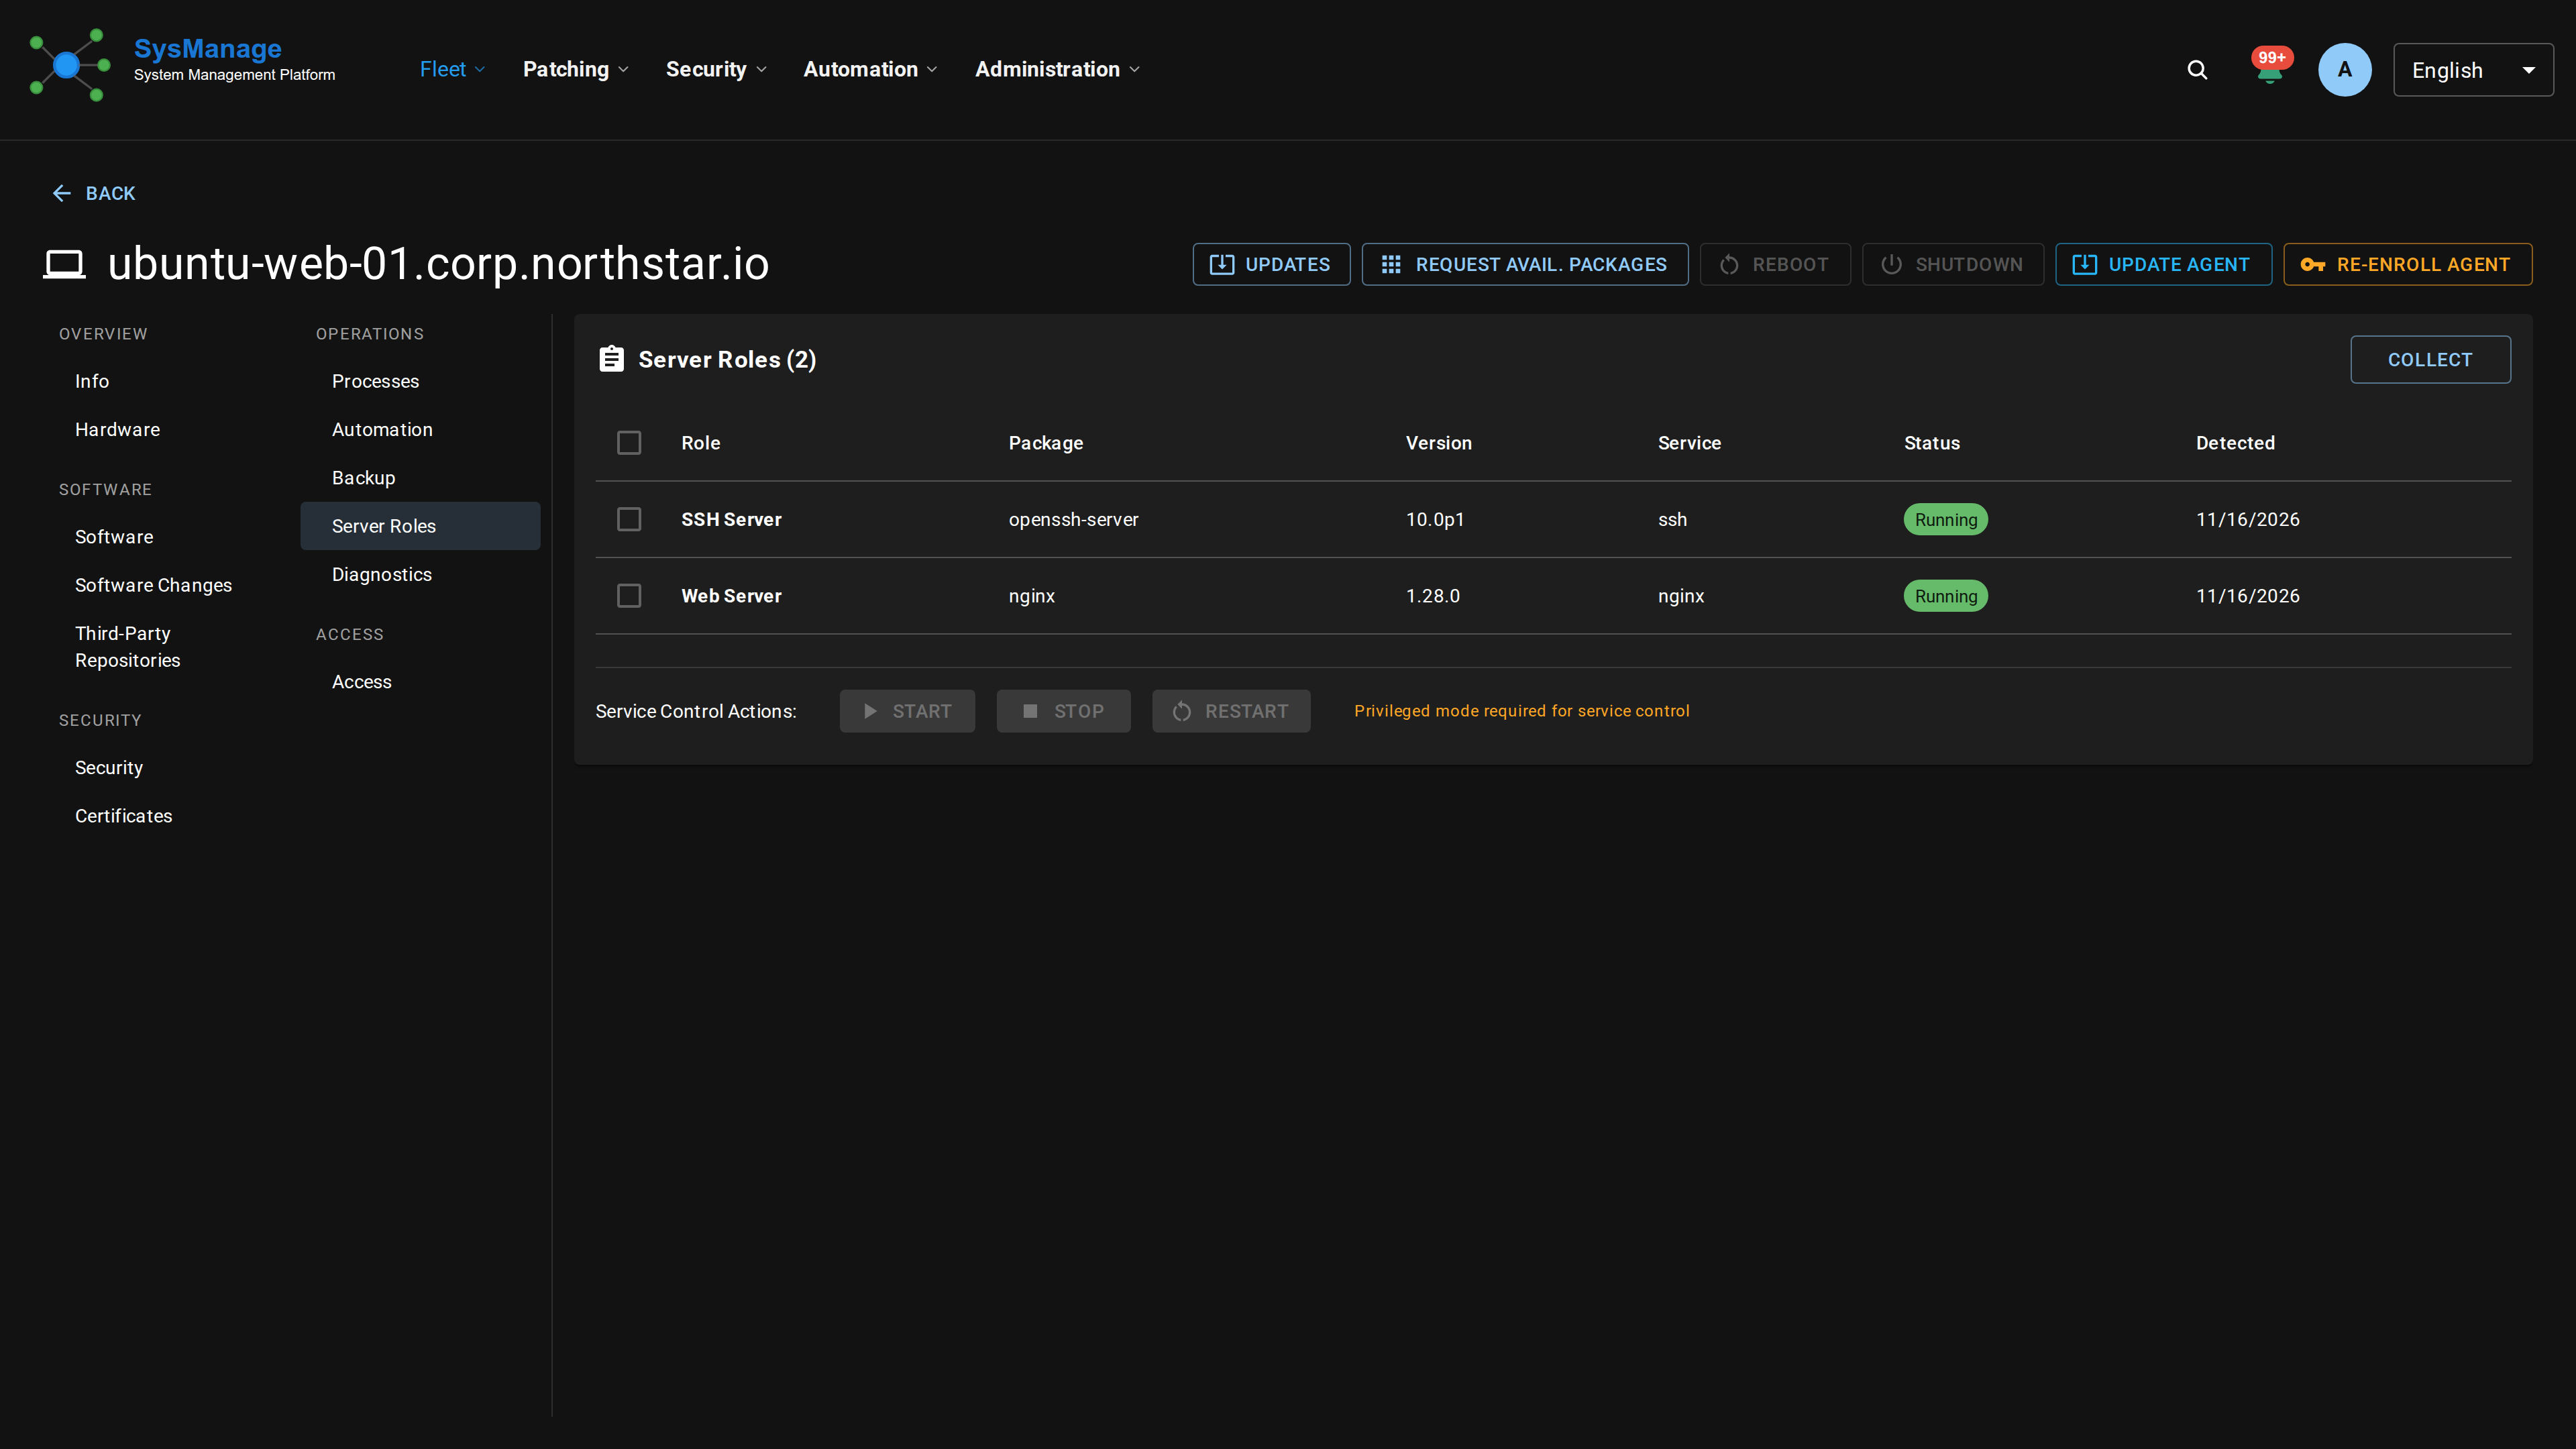 SysManage
System Management Platform
Fleet
Patching
Security
Automation
Administration
99+
A
English
BACK
ubuntu-web-01.corp.northstar.io
UPDATES
REQUEST AVAIL. PACKAGES
REBOOT
SHUTDOWN
UPDATE AGENT
RE-ENROLL AGENT
OVERVIEW
Info
Hardware
SOFTWARE
Software
Software Changes
Third-Party
Repositories
SECURITY
Security
Certificates
OPERATIONS
Processes
Automation
Backup
Server Roles
Diagnostics
ACCESS
Access
Server Roles (2)
COLLECT
Role Package Version Service Status Detected
SSH Server openssh-server 10.0p1 ssh Running 11/16/2026
Web Server nginx 1.28.0 nginx Running 11/16/2026
Service Control Actions: START STOP RESTART Privileged mode required for service control